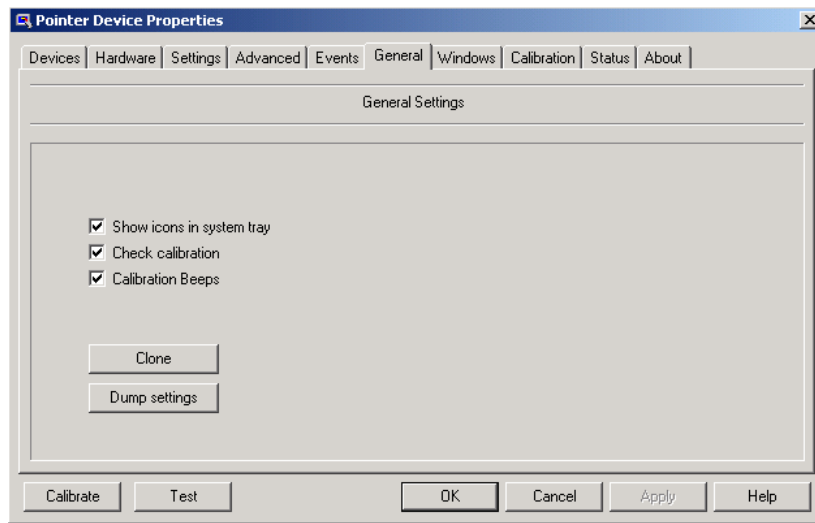 Pointer Device Properties
Devices Hardware Settings Advanced Events General Windows Calibration Status About
General Settings
Show icons in system tray
Check calibration
Calibration Beeps
Clone
Dump settings
Calibrate Test OK Cancel Apply Help